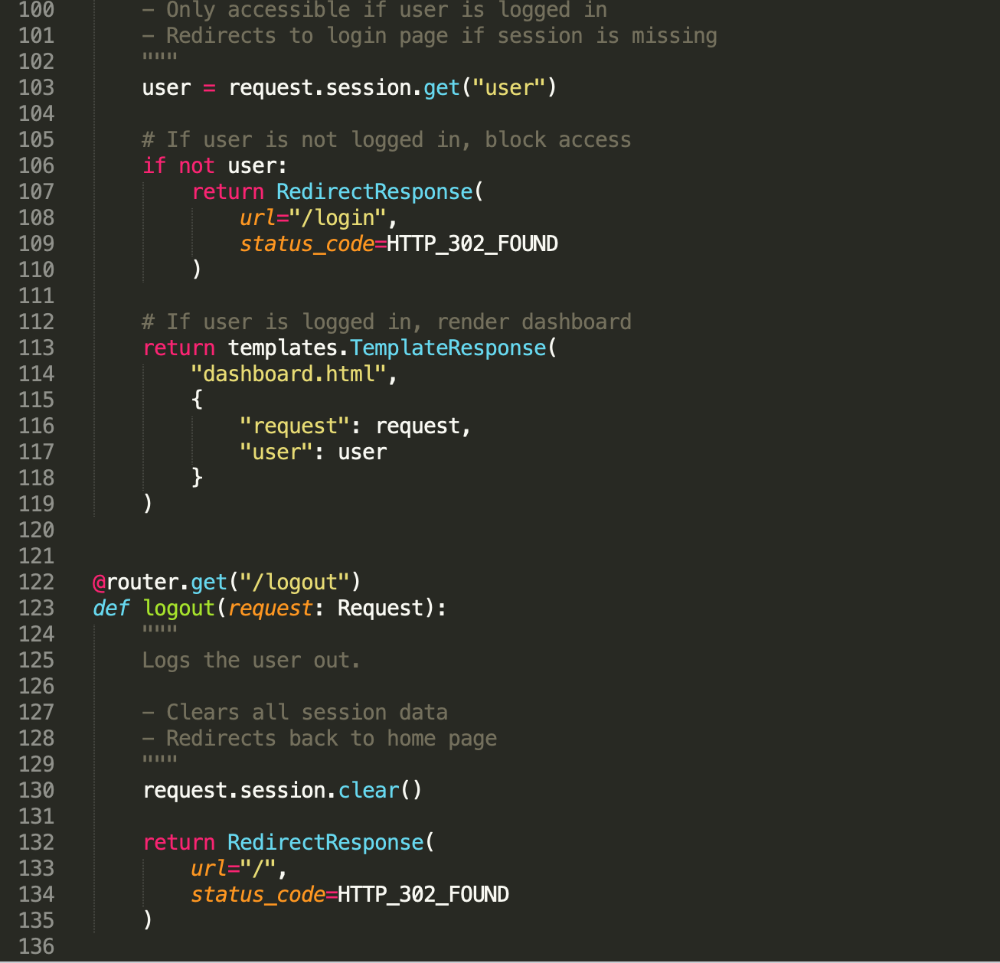 100 - Only accessible if user is logged in
101 - Redirects to login page if session is missing
102 """
103 user = request.session.get("user")
104
105 # If user is not logged in, block access
106 if not user:
107 return RedirectResponse(
108 url="/login",
109 status_code=HTTP_302_FOUND
110 )
111
112 # If user is logged in, render dashboard
113 return templates.TemplateResponse(
114 "dashboard.html",
115 {
116 "request": request,
117 "user": user
118 }
119 )
120
121
122 @router.get("/logout")
123 def logout(request: Request):
124 """
125 Logs the user out.
126
127 - Clears all session data
128 - Redirects back to home page
129 """
130 request.session.clear()
131
132 return RedirectResponse(
133 url="/",
134 status_code=HTTP_302_FOUND
135 )
136